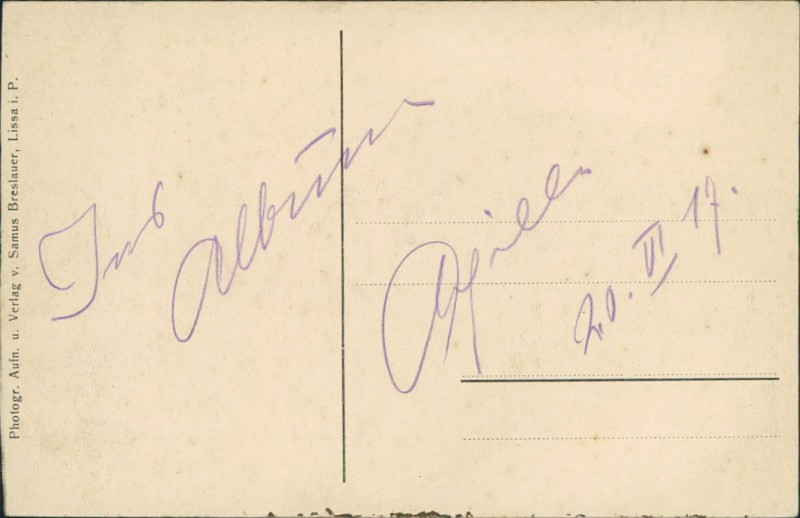 Photogr. Aufn. u. Verlag v. Samus Breslauer, Lissa i. P.
Ins
Album
20. VI 17.